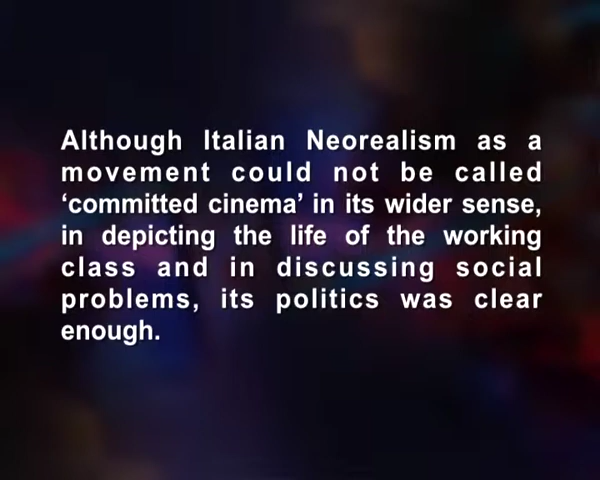 Although Italian Neorealism as a
movement could not be called
‘committed cinema’ in its wider sense,
in depicting the life of the working
class and in discussing social
problems, its politics was clear
enough.